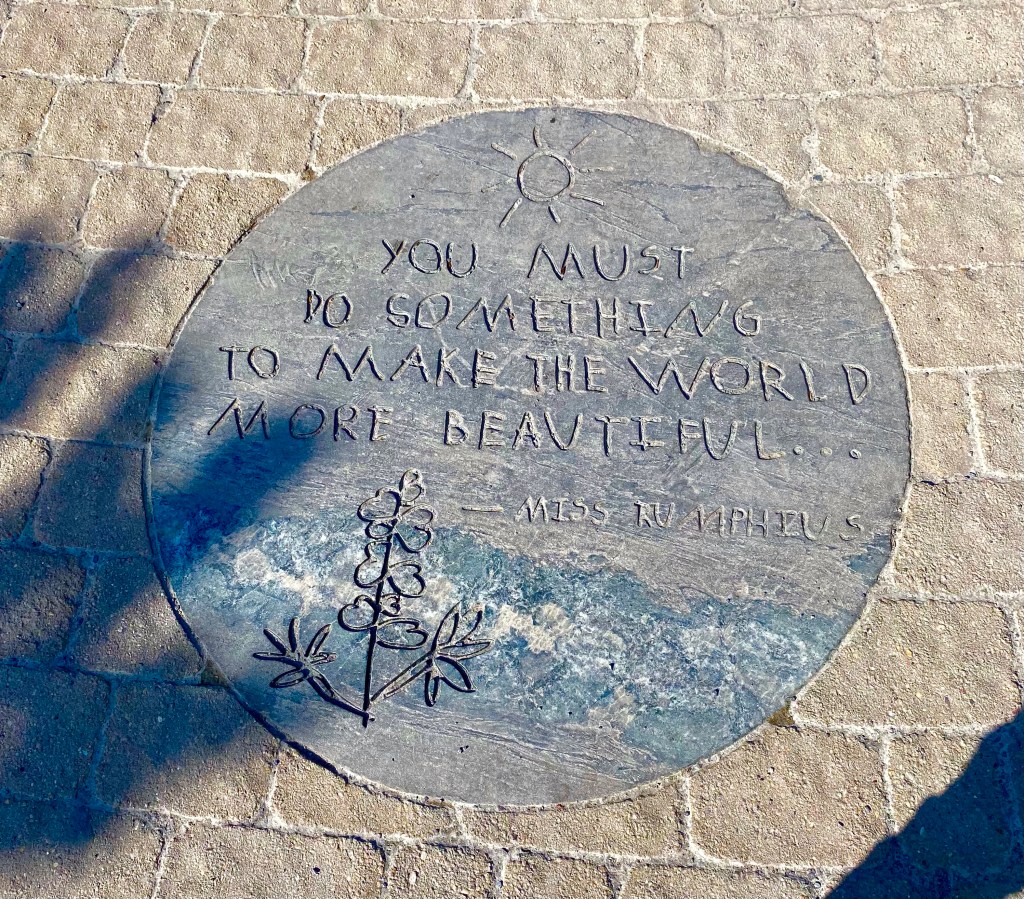 YOU MUST
DO SOMETHING
TO MAKE THE WORLD
MORE BEAUTIFUL...
— MISS RUMPHIUS